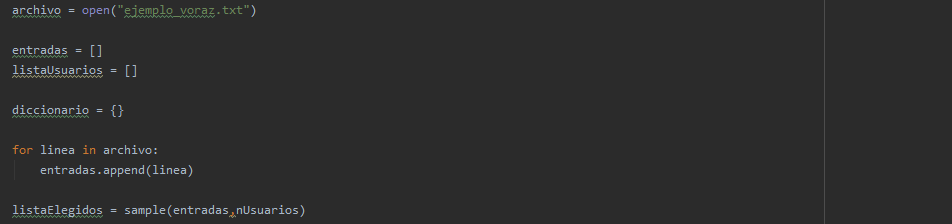 archivo = open("ejemplo_voraz.txt")
entradas = []
listaUsuarios = []
diccionario = {}
for linea in archivo:
entradas.append(linea)
listaElegidos = sample(entradas,nUsuarios)